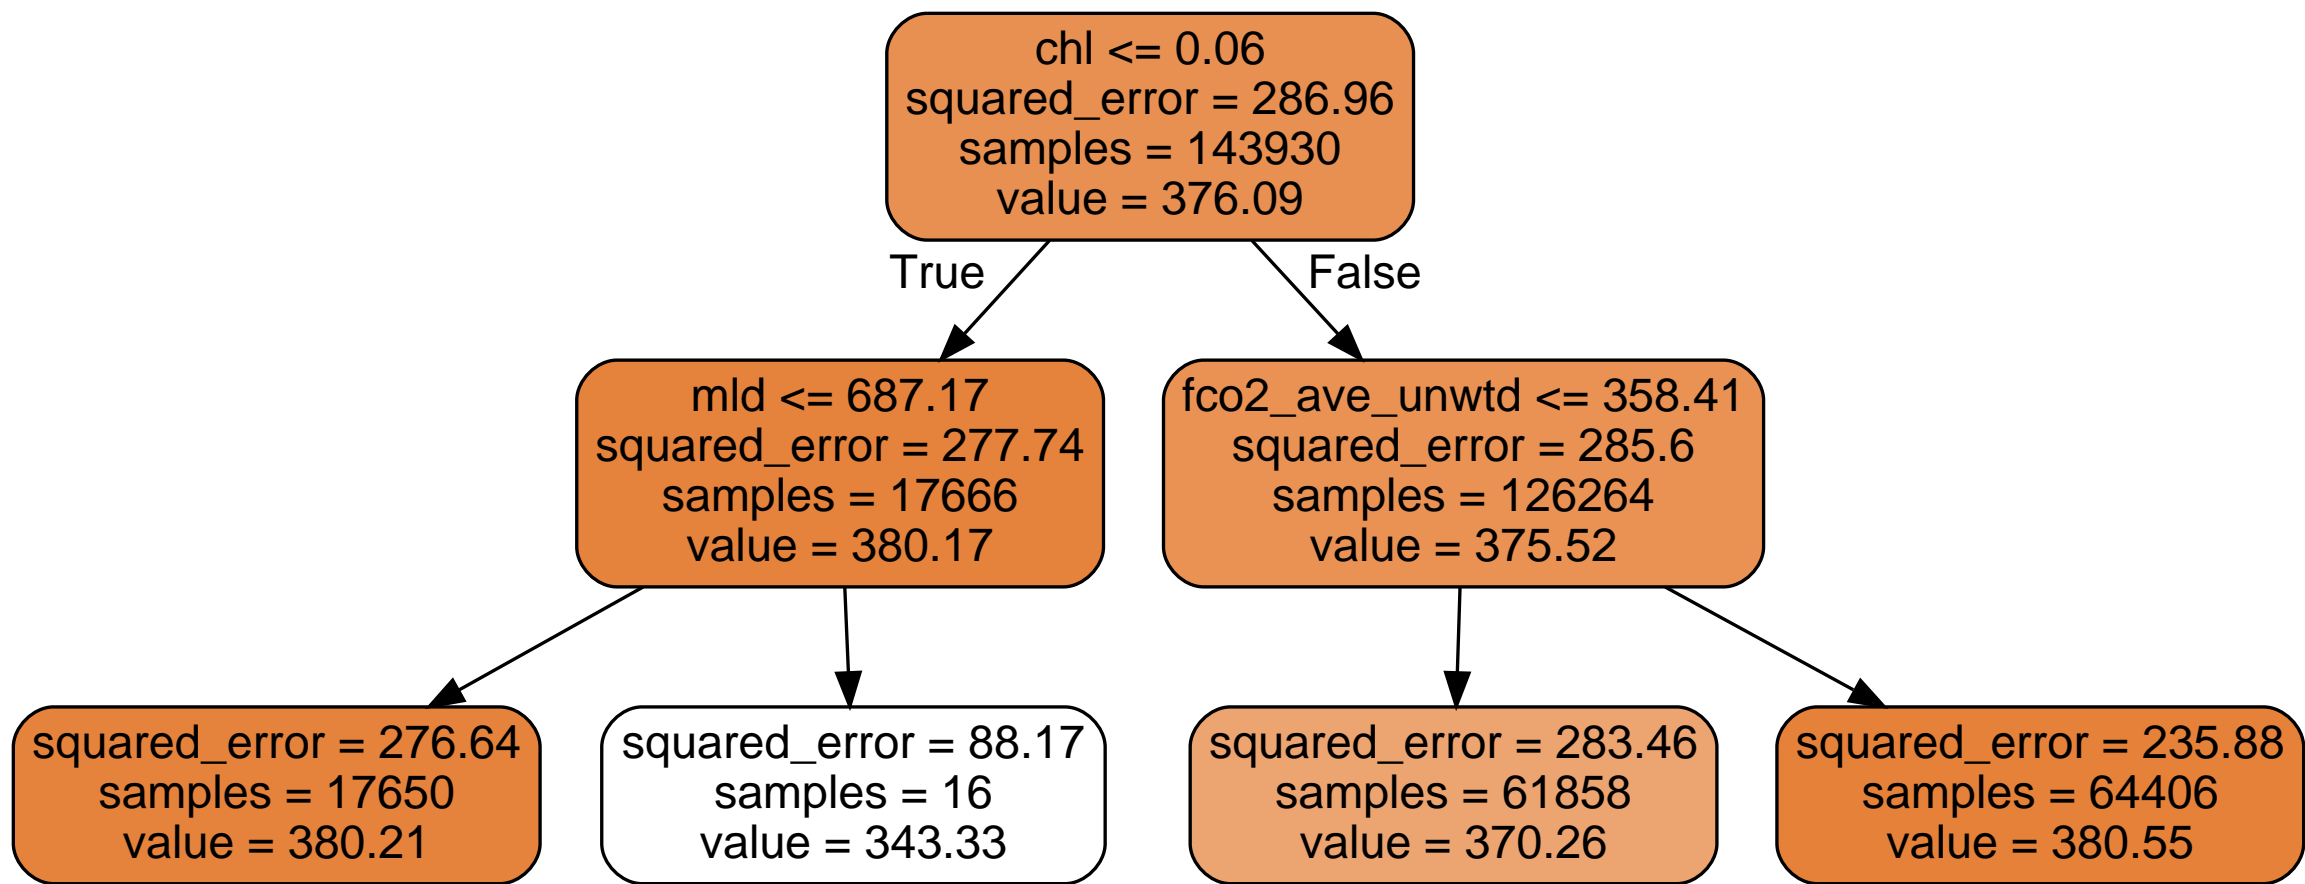 chl <= 0.06
squared_error = 286.96
samples = 143930
value = 376.09
True
False
mld <= 687.17
squared_error = 277.74
samples = 17666
value = 380.17
fco2_ave_unwtd <= 358.41
squared_error = 285.6
samples = 126264
value = 375.52
squared_error = 276.64
samples = 17650
value = 380.21
squared_error = 88.17
samples = 16
value = 343.33
squared_error = 283.46
samples = 61858
value = 370.26
squared_error = 235.88
samples = 64406
value = 380.55